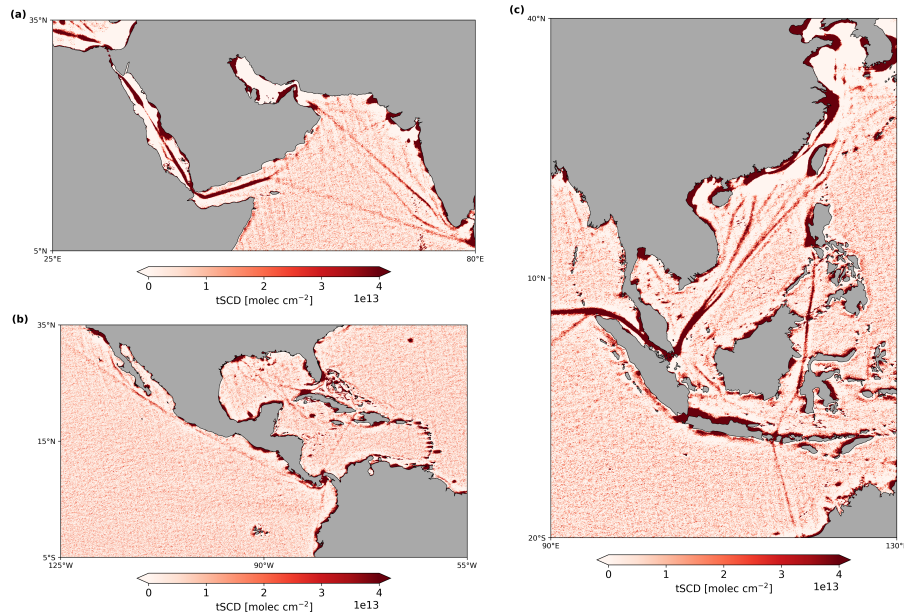 (a)
35°N
5°N
25°E
80°E
0 1 2 3 4
tSCD [molec cm⁻²] 1e13
(b)
35°N
15°N
5°S
125°W
90°W
55°W
0 1 2 3 4
tSCD [molec cm⁻²] 1e13
(c)
40°N
10°N
20°S
90°E
130°E
0 1 2 3 4
tSCD [molec cm⁻²] 1e13